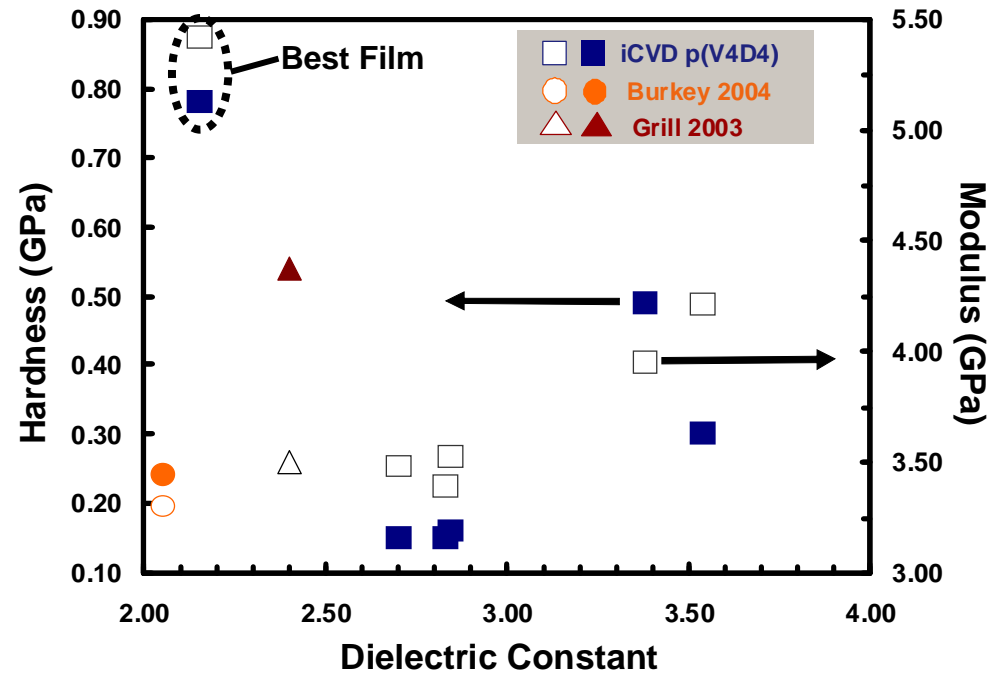 0.90
0.80
0.70
0.60
0.50
0.40
0.30
0.20
0.10
Hardness (GPa)
Best Film
iCVD p(V4D4)
Burkey 2004
Grill 2003
5.50
5.00
4.50
4.00
3.50
3.00
Modulus (GPa)
2.00 2.50 3.00 3.50 4.00
Dielectric Constant